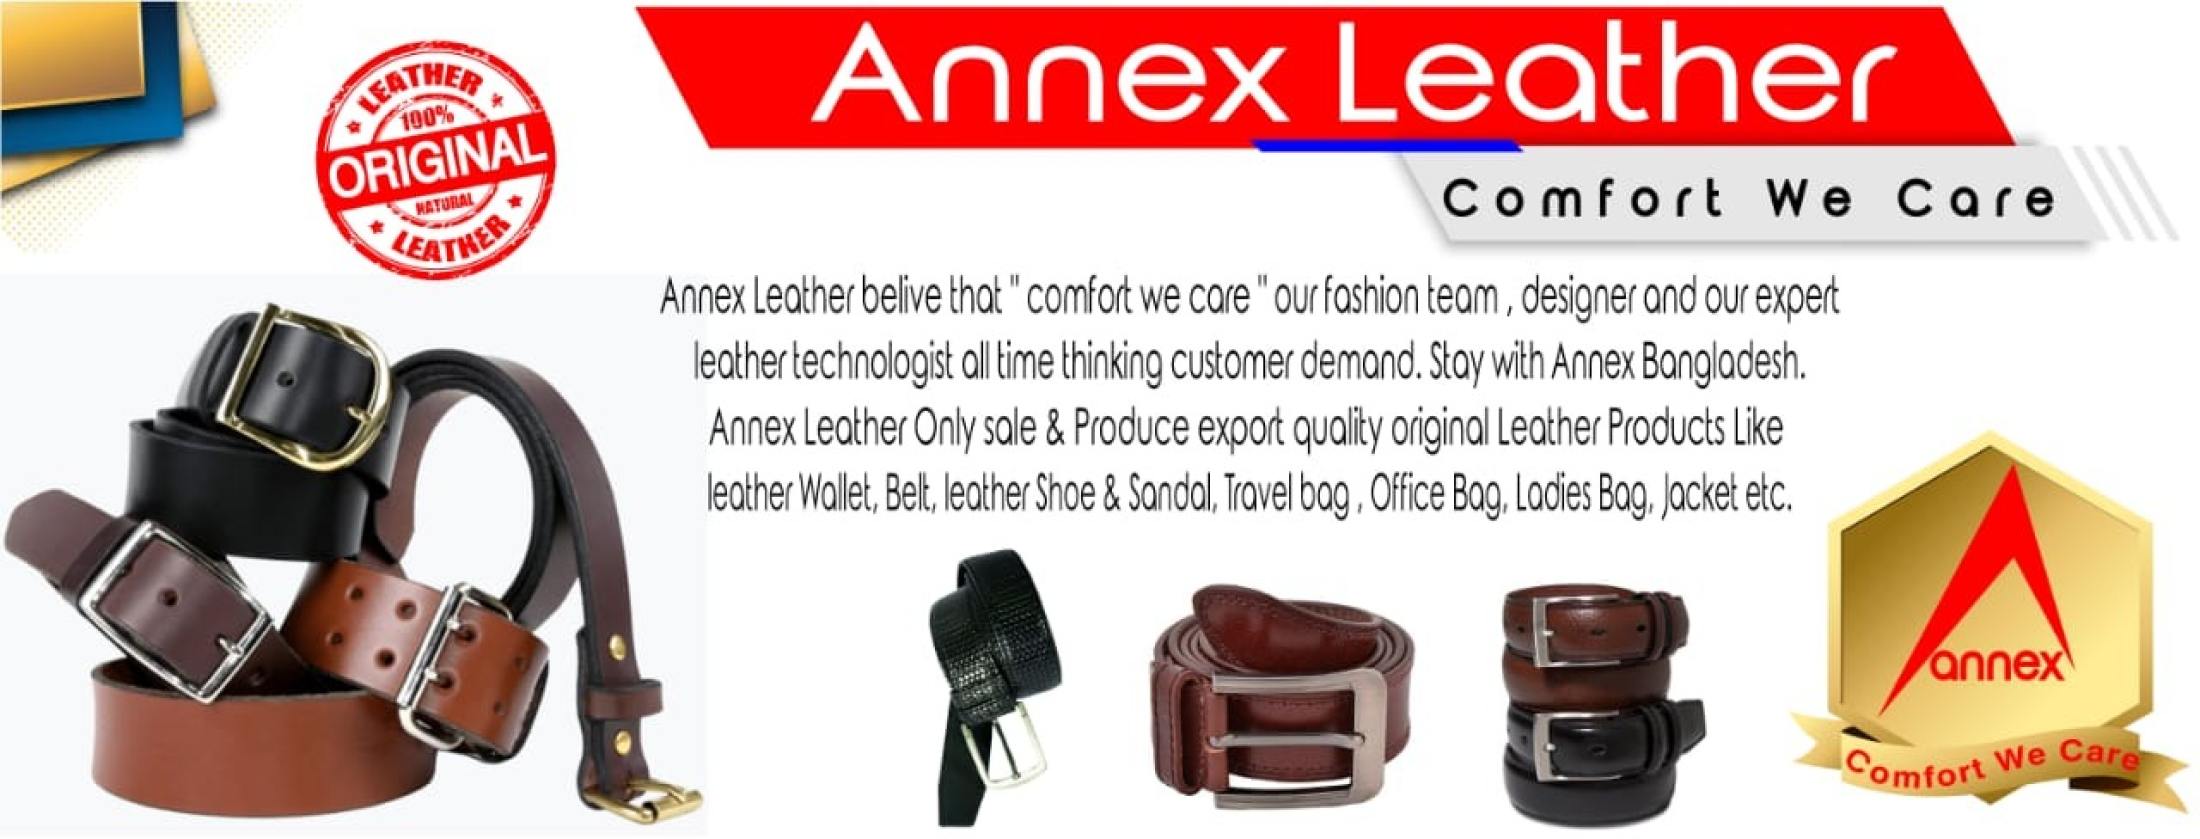 Annex Leather
Comfort We Care
LEATHER
100%
ORIGINAL
NATURAL
LEATHER
Annex Leather belive that " comfort we care " our fashion team , designer and our expert
leather technologist all time thinking customer demand. Stay with Annex Bangladesh.
Annex Leather Only sale & Produce export quality original Leather Products Like
leather Wallet, Belt, leather Shoe & Sandal, Travel bag , Office Bag, Ladies Bag, Jacket etc.
annex
Comfort We Care